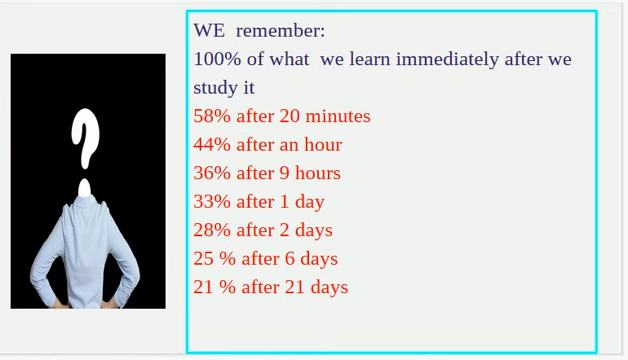 ?
WE  remember:
100% of what  we learn immediately after we
study it
58% after 20 minutes
44% after an hour
36% after 9 hours
33% after 1 day
28% after 2 days
25 % after 6 days
21 % after 21 days